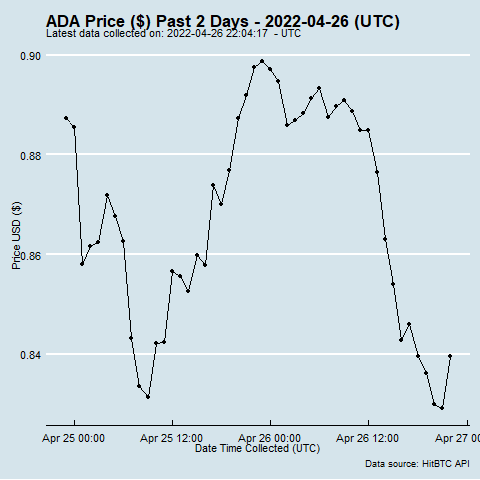 ADA Price ($) Past 2 Days - 2022-04-26 (UTC)
Latest data collected on: 2022-04-26 22:04:17 - UTC
0.90
0.88
0.86
0.84
Price USD ($)
Apr 25 00:00 Apr 25 12:00 Apr 26 00:00 Apr 26 12:00 Apr 27 00
Date Time Collected (UTC)
Data source: HitBTC API